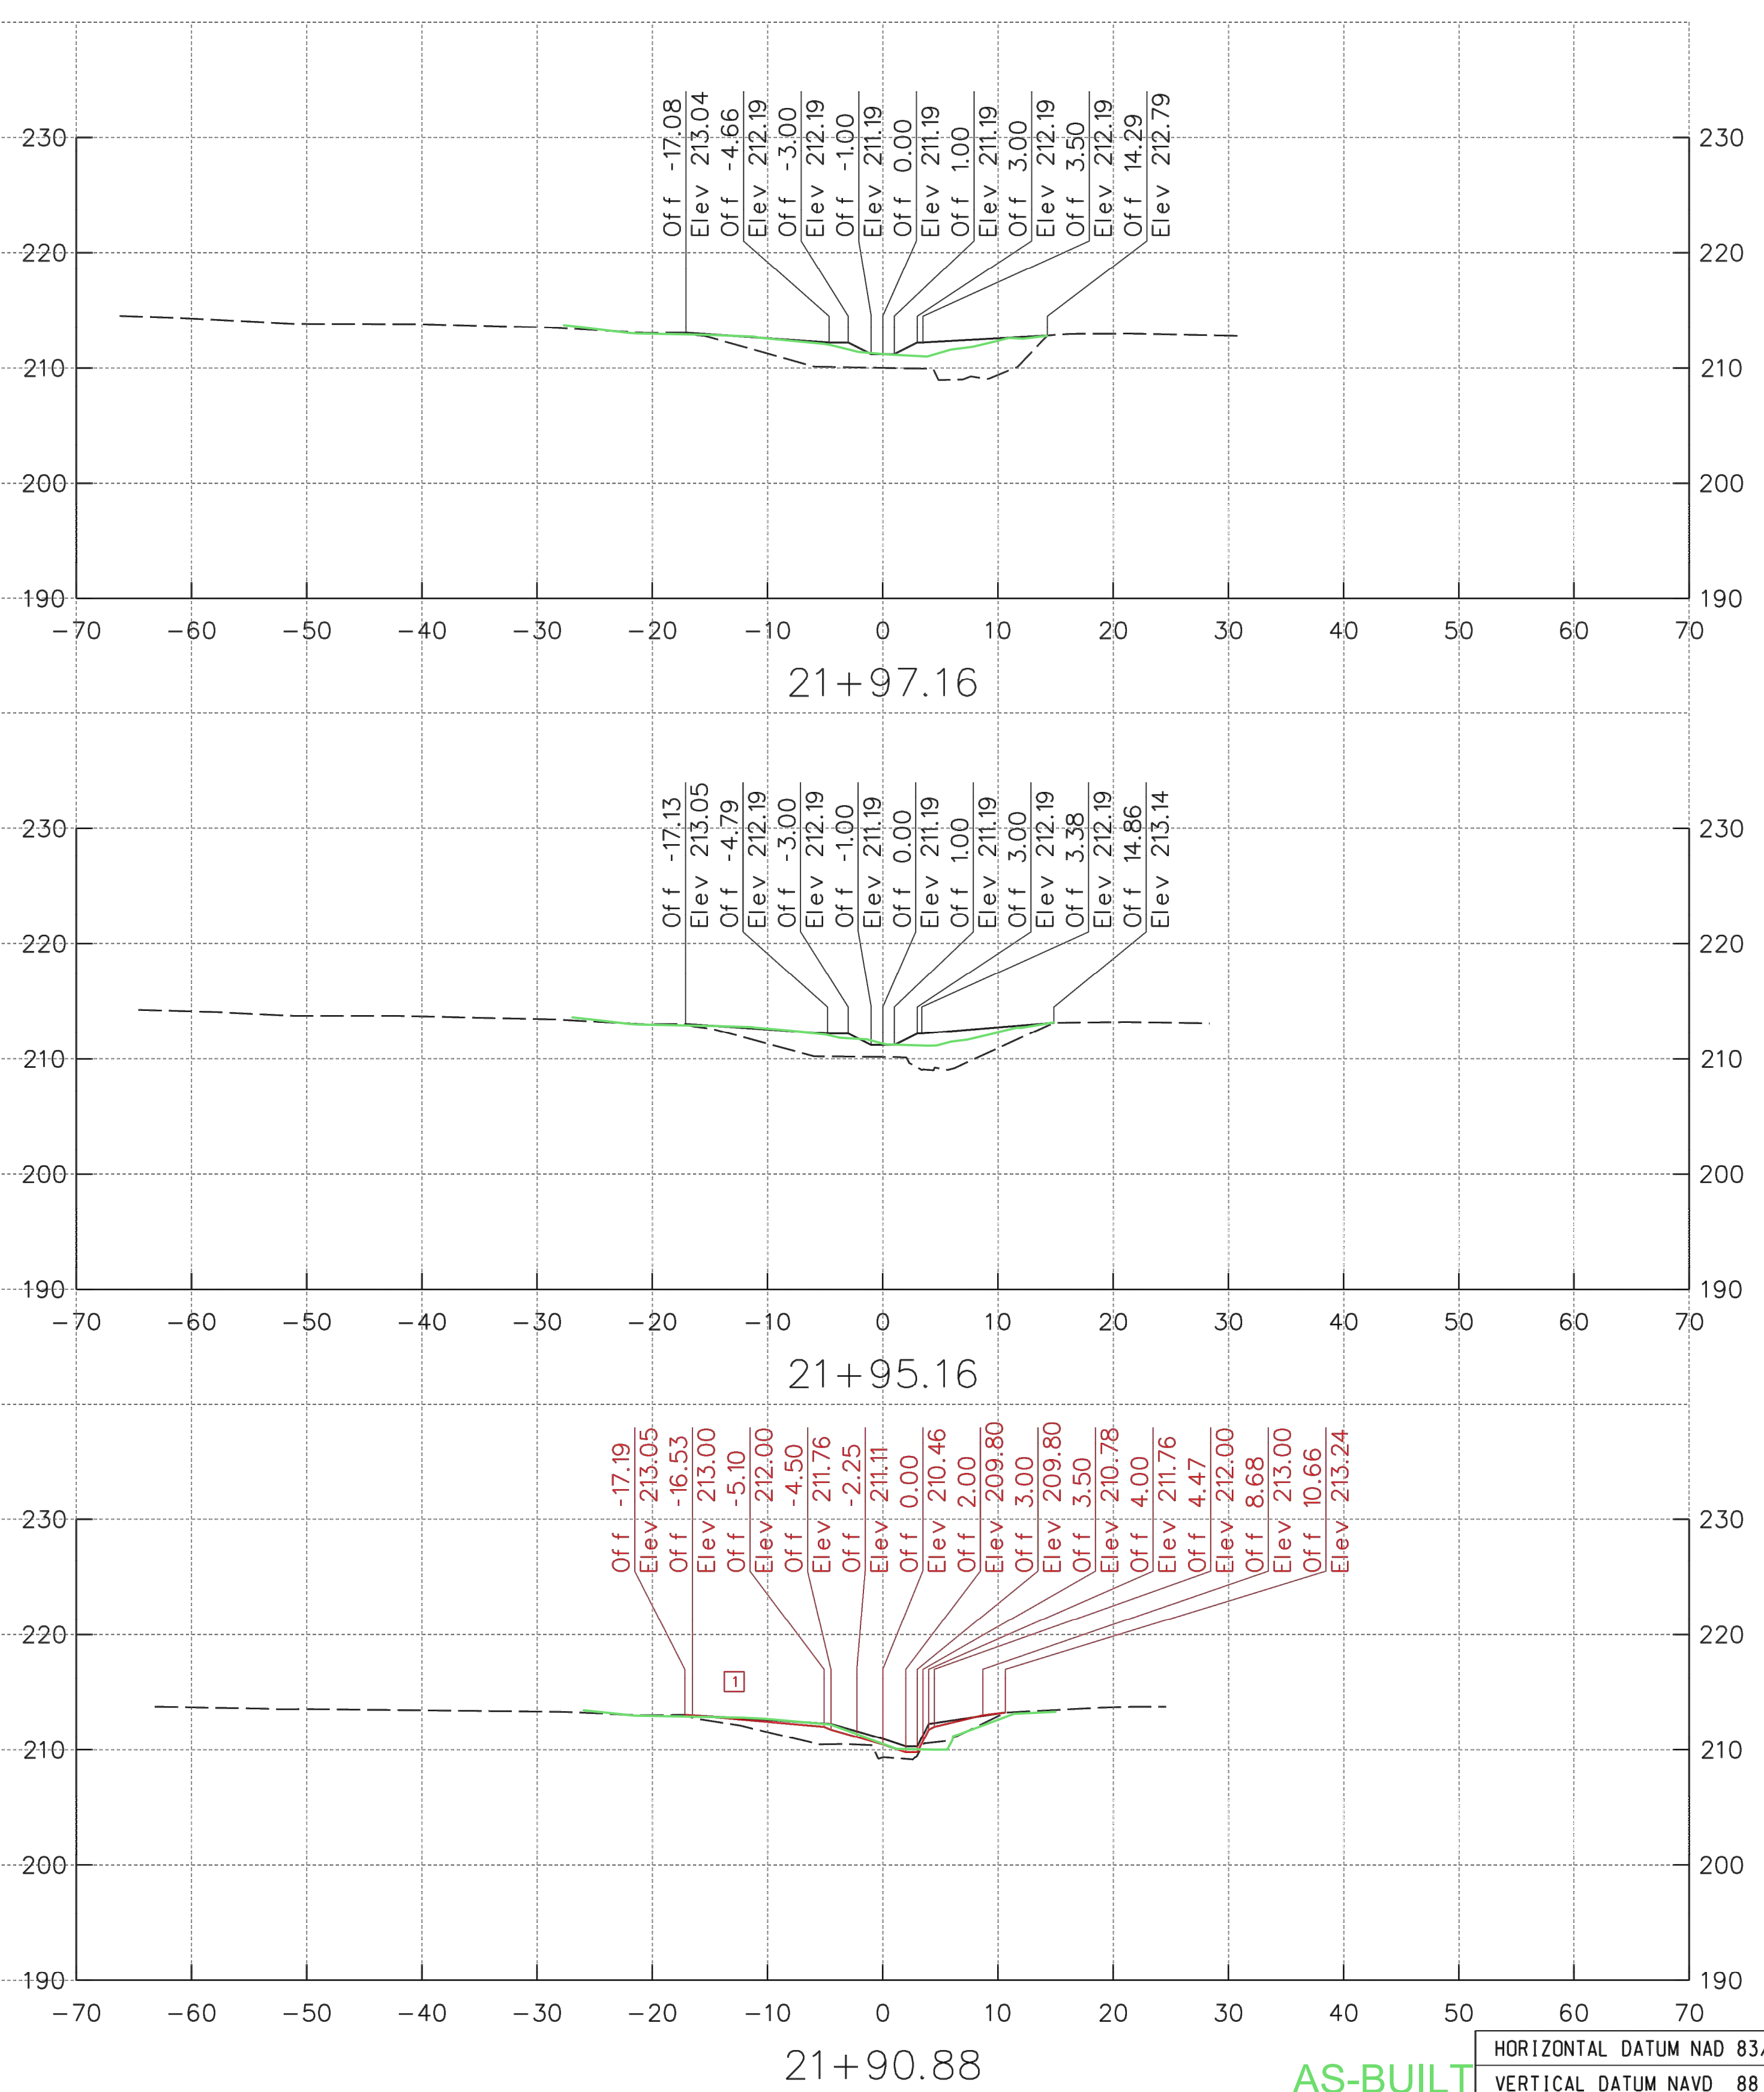 Off -17.08
Elev 213.04
Off -4.66
Elev 212.19
Off -3.00
Elev 212.19
Off -1.00
Elev 211.19
Off 0.00
Elev 211.19
Off 1.00
Elev 211.19
Off 3.00
Elev 212.19
Off 3.50
Elev 212.19
Off 14.29
Elev 212.79
230 230
220 220
210 210
200 200
190 190
-70 -60 -50 -40 -30 -20 -10 0 10 20 30 40 50 60 70
21+97.16
Off -17.13
Elev 213.05
Off -4.79
Elev 212.19
Off -3.00
Elev 212.19
Off -1.00
Elev 211.19
Off 0.00
Elev 211.19
Off 1.00
Elev 211.19
Off 3.00
Elev 212.19
Off 3.38
Elev 212.19
Off 14.86
Elev 213.14
230 230
220 220
210 210
200 200
190 190
-70 -60 -50 -40 -30 -20 -10 0 10 20 30 40 50 60 70
21+95.16
Off -17.19
Elev 213.05
Off -16.53
Elev 213.00
Off -5.10
Elev 212.00
Off -4.50
Elev 211.76
Off -2.25
Elev 211.11
Off 0.00
Elev 210.46
Off 2.00
Elev 209.80
Off 3.00
Elev 209.80
Off 3.50
Elev 210.78
Off 4.00
Elev 211.76
Off 4.47
Elev 212.00
Off 8.68
Elev 213.00
Off 10.66
Elev 213.24
230 230
220 220
1
210 210
200 200
190 190
-70 -60 -50 -40 -30 -20 -10 0 10 20 30 40 50 60 70
21+90.88
AS-BUILT
HORIZONTAL DATUM NAD 83/
VERTICAL DATUM NAVD 88